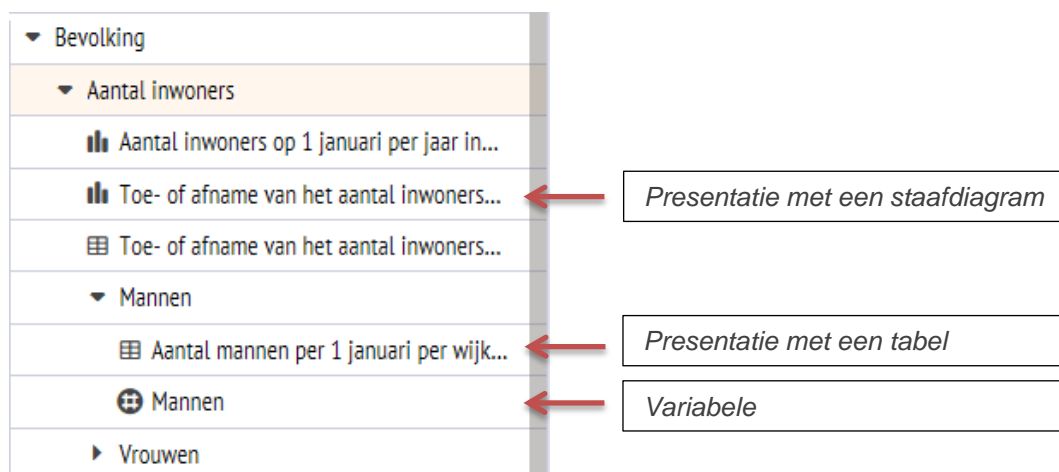 Bevolking
Aantal inwoners
Aantal inwoners op 1 januari per jaar in...
Toe- of afname van het aantal inwoners...
Presentatie met een staafdiagram
Toe- of afname van het aantal inwoners...
Mannen
Aantal mannen per 1 januari per wijk...
Presentatie met een tabel
Mannen
Variabele
Vrouwen